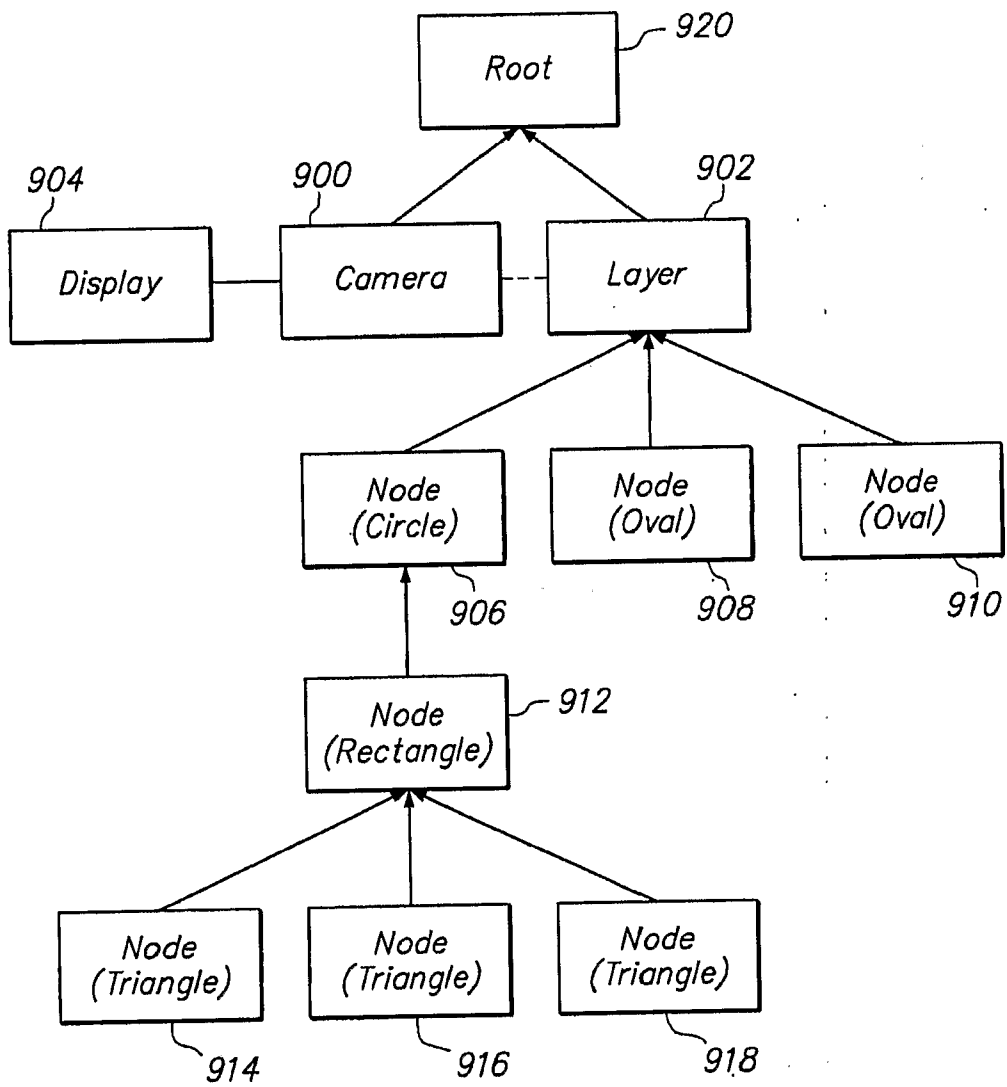 920
Root
904
900
902
Display
Camera
Layer
Node
(Circle)
Node
(Oval)
Node
(Oval)
906
908
910
Node
(Rectangle)
912
Node
(Triangle)
Node
(Triangle)
Node
(Triangle)
914
916
918